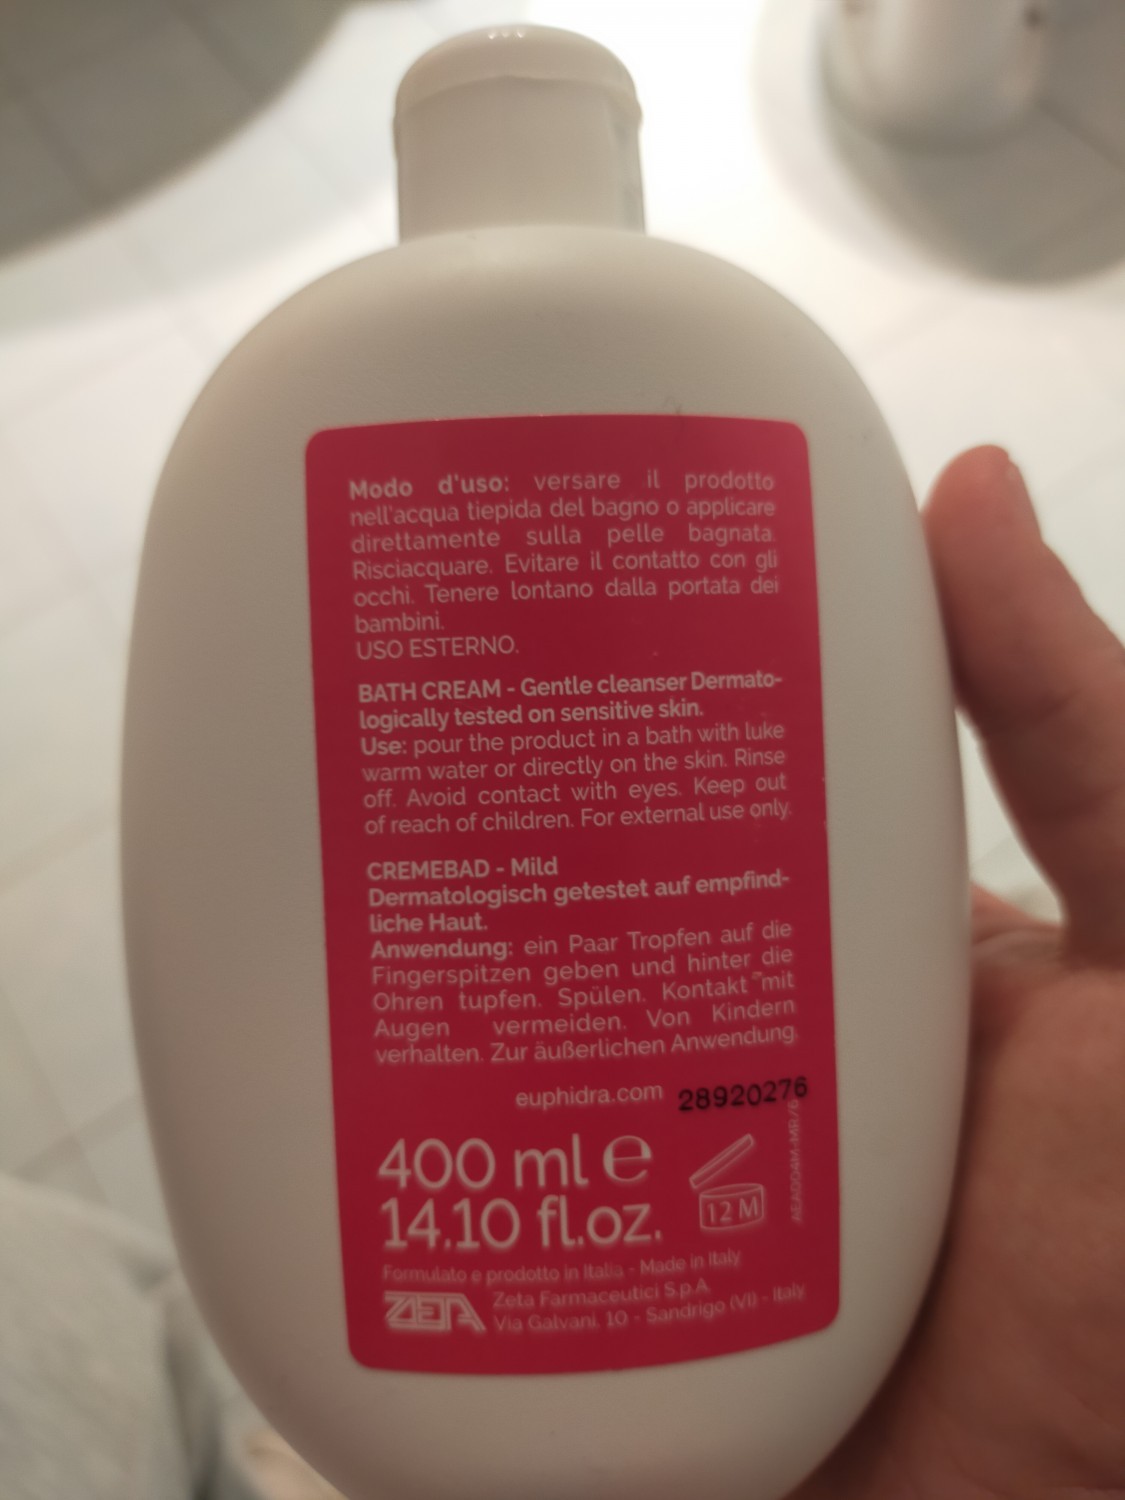 Modo d'uso: versare il prodotto
nell'acqua tiepida del bagno o applicare
direttamente sulla pelle bagnata.
Risciacquare. Evitare il contatto con gli
occhi. Tenere lontano dalla portata dei
bambini.
USO ESTERNO.
BATH CREAM - Gentle cleanser Dermato-
logically tested on sensitive skin.
Use: pour the product in a bath with luke
warm water or directly on the skin. Rinse
off. Avoid contact with eyes. Keep out
of reach of children. For external use only.
CREMEBAD - Mild
Dermatologisch getestet auf empfind-
liche Haut.
Anwendung: ein Paar Tropfen auf die
Fingerspitzen geben und hinter die
Ohren tupfen. Spülen. Kontakt mit
Augen vermeiden. Von Kindern
verhalten. Zur äußerlichen Anwendung.
euphidra.com 28920276
400 ml e
14.10 fl.oz.
12 M
Formulato e prodotto in Italia - Made in Italy
ZETA
Zeta Farmaceutici S.p.A.
Via Galvani, 10 - Sandrigo (VI) - Italy